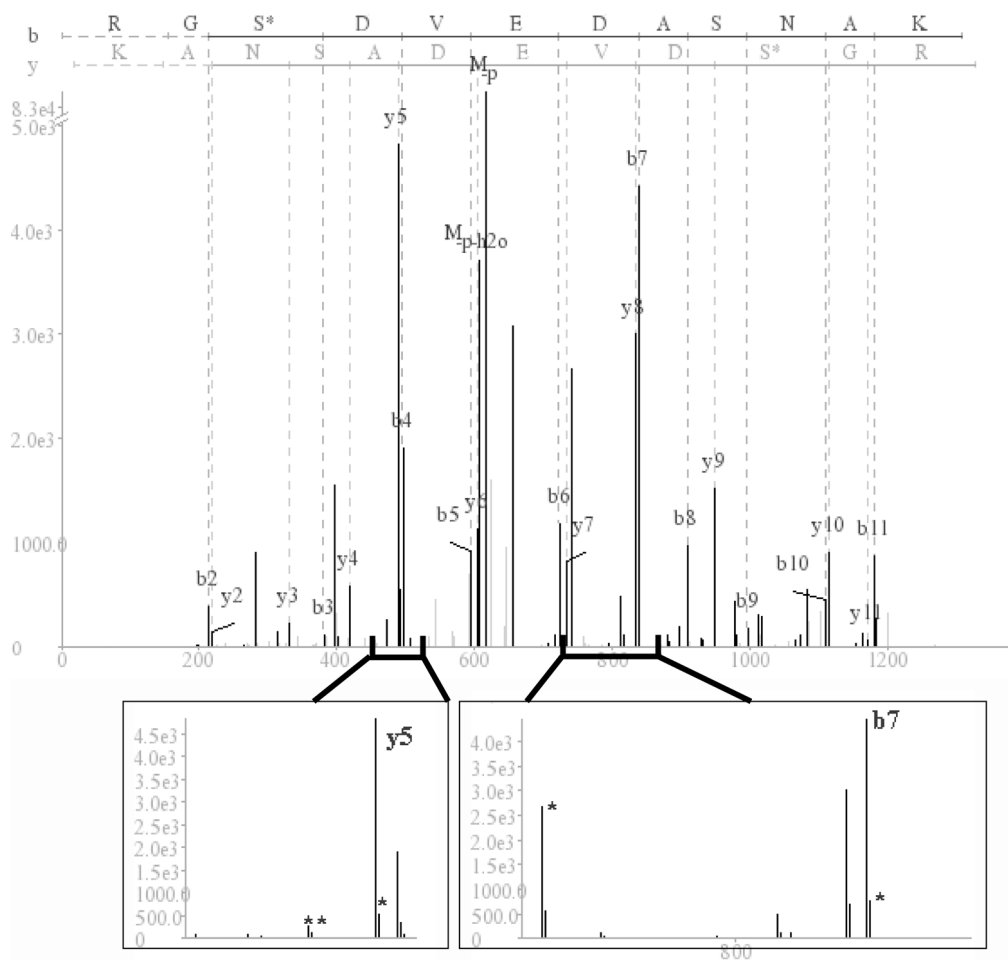 b R G S* D V E D A S N A K
y K A N S A D E V D S* G R
M-p
8.3e4
5.0e3
y5
b7
4.0e3
M-p-h2o
y8
3.0e3
2.0e3
b4
y9
b5 y6 b6 y7 b8 y10 b11
1000.0
b2 y2 y3 b3 y4 b9 b10 y11
0
0 200 400 600 800 1000 1200
y5
4.5e3
4.0e3
3.5e3
3.0e3
2.5e3
2.0e3
1.5e3
1000.0
500.0
0
* * *
b7
4.0e3
3.5e3
3.0e3
2.5e3
2.0e3
1.5e3
1000.0
500.0
0
* *
800